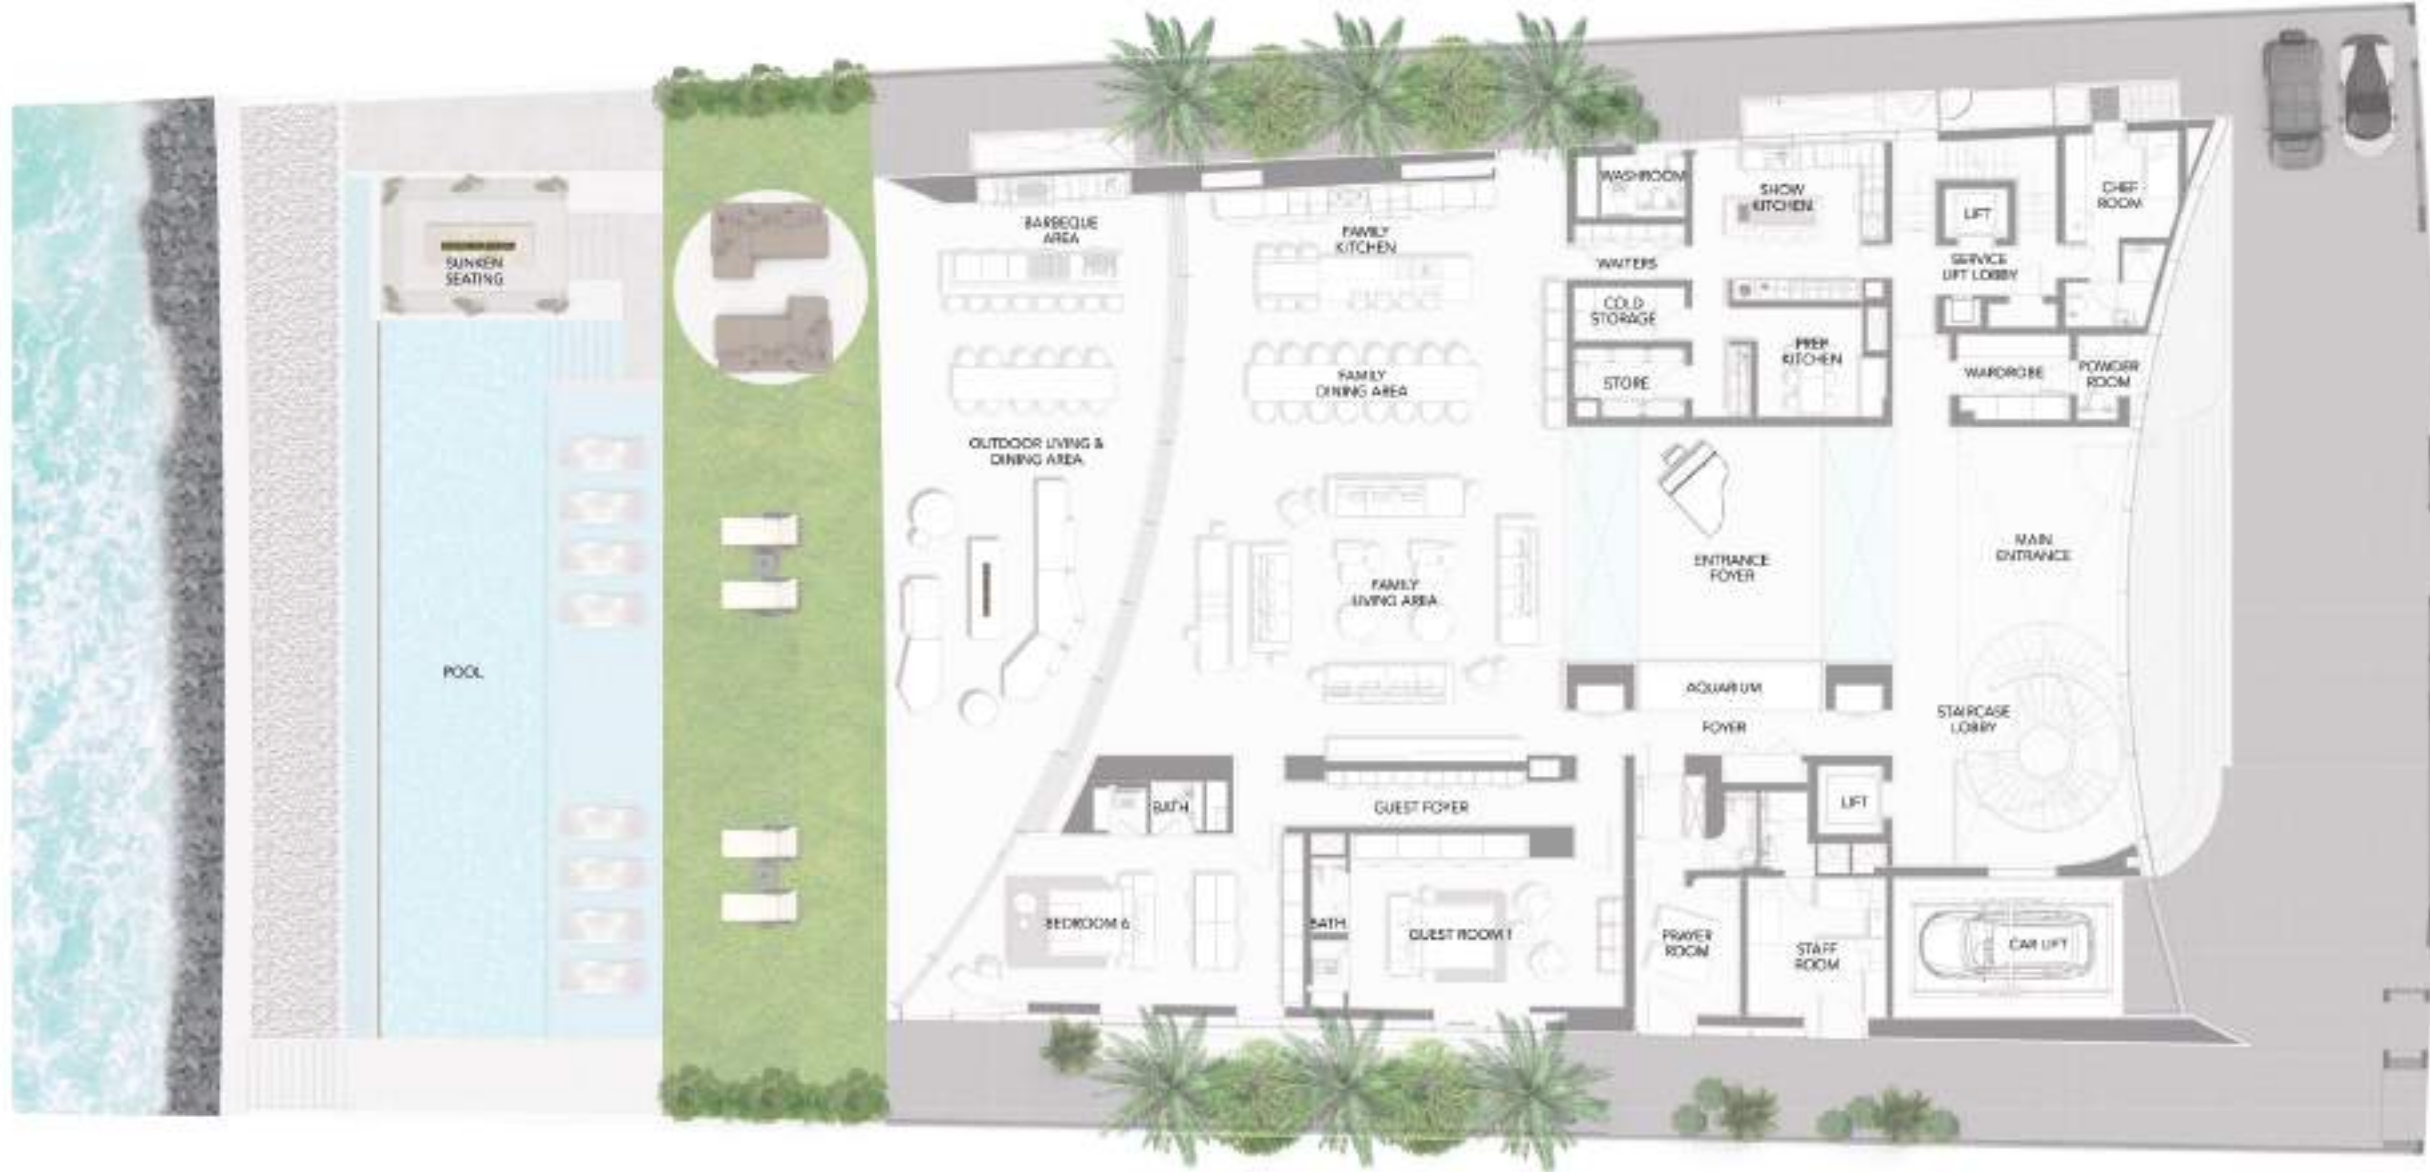 WASHROOM
SHOW
KITCHEN
CHEF
ROOM
LIFT
BARBEQUE
AREA
FAMILY
KITCHEN
SUNKEN
SEATING
WAITERS
SERVICE
LIFT LOBBY
COLD
STORAGE
PREP
KITCHEN
FAMILY
DINING AREA
STORE
WARDROBE
POWDER
ROOM
OUTDOOR LIVING &
DINING AREA
ENTRANCE
FOYER
MAIN
ENTRANCE
FAMILY
LIVING AREA
POOL
AQUARIUM
FOYER
STAIRCASE
LOBBY
BATH
GUEST FOYER
LIFT
BEDROOM 6
BATH
GUEST ROOM 1
PRAYER
ROOM
STAFF
ROOM
CAR LIFT